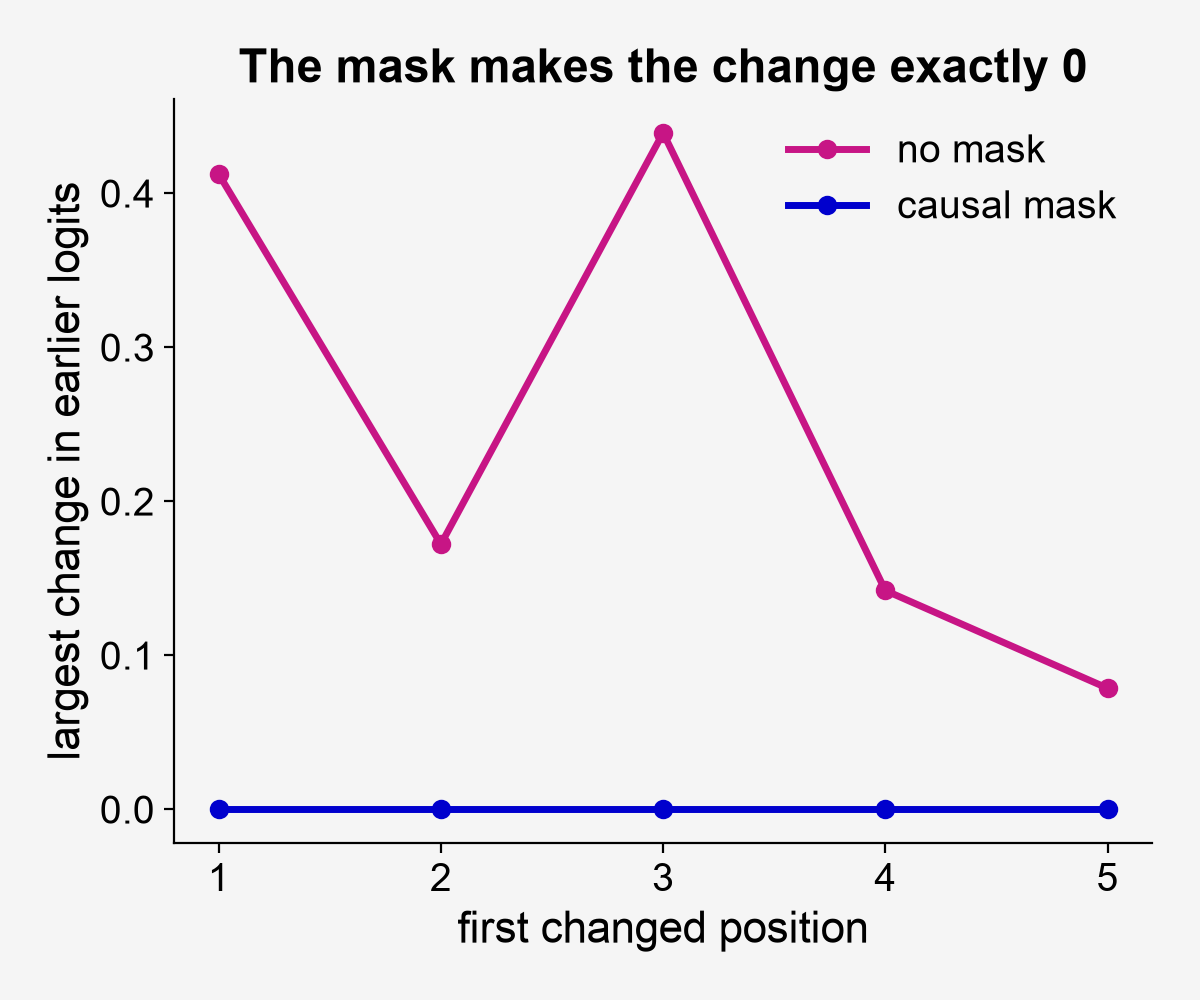 The mask makes the change exactly 0
no mask
causal mask
largest change in earlier logits
0.4
0.3
0.2
0.1
0.0
1 2 3 4 5
first changed position